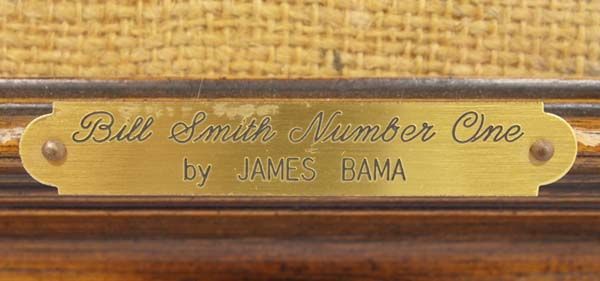 Bill Smith Number One
by JAMES BAMA